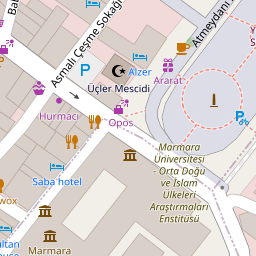 Asmalı Çeşme Sokağı
Atmeydanı
Alzer
Ararat
Üçler Mescidi
Hurmacı
Opos
Marmara
Üniversitesi
- Orta Doğu
ve İslam
Ülkeleri
Araştırmaları
Enstitüsü
Saba hotel
Marmara